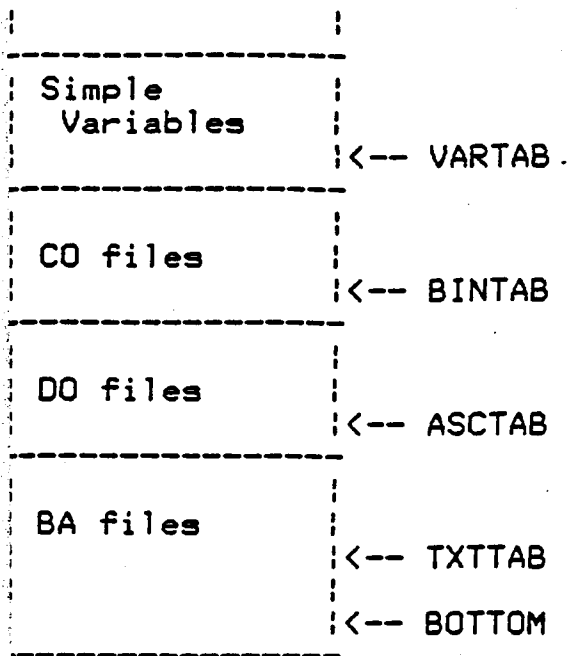 Simple
Variables
<-- VARTAB.
CO files
<-- BINTAB
DO files
<-- ASCTAB
BA files
<-- TXTTAB
<-- BOTTOM